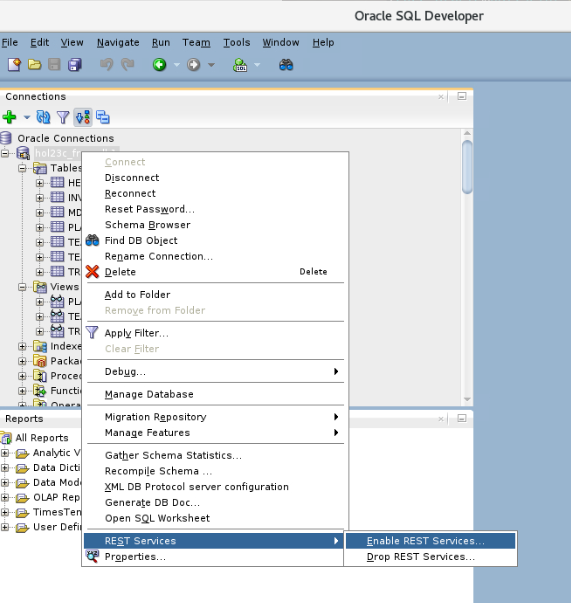 Oracle SQL Developer
File Edit View Navigate Run Team Tools Window Help
Connections
Oracle Connections
Connect
Disconnect
Tables
Reconnect
HE
Reset Password...
INV
Schema Browser
MD
Find DB Object
PLA
Rename Connection...
TEA
Delete Delete
TEA
TR
Add to Folder
Views
Remove from Folder
PLA
TEA
Apply Filter...
TR
Clear Filter
Indexe
Packa
Debug...
Proced
Functi
Manage Database
Opera
Reports
Migration Repository
All Reports
Manage Features
Analytic V
Gather Schema Statistics...
Data Dicti
Recompile Schema ...
Data Mode
XML DB Protocol server configuration
OLAP Rep
Generate DB Doc...
TimesTen
Open SQL Worksheet
User Defin
REST Services
Enable REST Services...
Properties...
Drop REST Services...